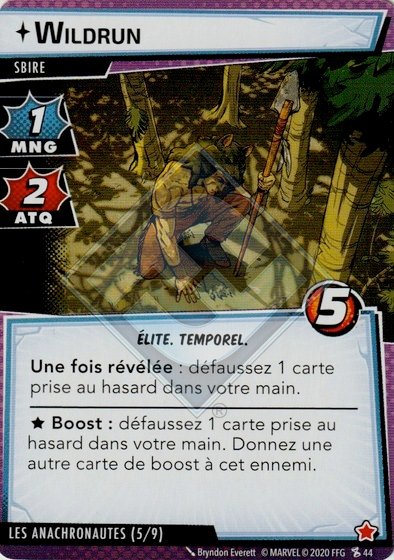 WILDRUN
SBIRE
1
MNG
2
ATQ
5
ÉLITE. TEMPOREL.
Une fois révélée : défaussez 1 carte
prise au hasard dans votre main.
★ Boost : défaussez 1 carte prise au
hasard dans votre main. Donnez une
autre carte de boost à cet ennemi.
®
LES ANACHRONAUTES (5/9)
Bryndon Everett © MARVEL © 2020 FFG 44